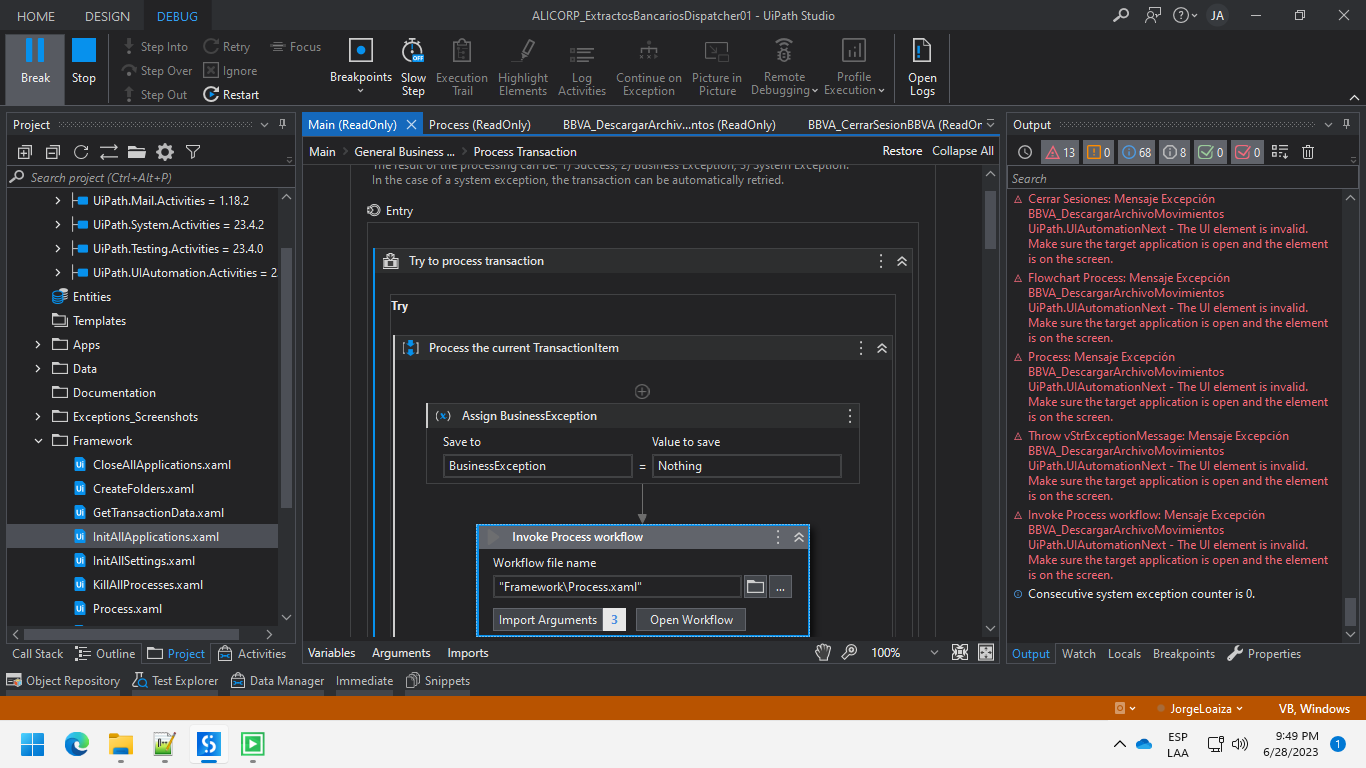 HOME
DESIGN
DEBUG
ALICORP_ExtractosBancariosDispatcher01 - UiPath Studio
JA
Break
Stop
Step Into
Step Over
Step Out
Retry
Ignore
Restart
Focus
Breakpoints
Slow
Step
OFF
Execution
Trail
Highlight
Elements
Log
Activities
Continue on
Exception
Picture in
Picture
Remote
Debugging
Profile
Execution
Open
Logs
Project
Search project (Ctrl+Alt+P)
UiPath.Mail.Activities = 1.18.2
UiPath.System.Activities = 23.4.2
UiPath.Testing.Activities = 23.4.0
UiPath.UIAutomation.Activities = 2
Entities
Templates
Apps
Data
Documentation
Exceptions_Screenshots
Framework
CloseAllApplications.xaml
CreateFolders.xaml
GetTransactionData.xaml
InitAllApplications.xaml
InitAllSettings.xaml
KillAllProcesses.xaml
Process.xaml
Call Stack
Outline
Project
Activities
Main (ReadOnly)
Process (ReadOnly)
BBVA_DescargarArchiv...ntos (ReadOnly)
BBVA_CerrarSesionBBVA (ReadOr
Main > General Business ... > Process Transaction
Restore
Collapse All
The result of the processing can be: 1) Success, 2) Business Exception, 3) System Exception.
In the case of a system exception, the transaction can be automatically retried.
Entry
Try to process transaction
Try
Process the current TransactionItem
Assign BusinessException
Save to
Value to save
BusinessException
=
Nothing
Invoke Process workflow
Workflow file name
"Framework\Process.xaml"
...
Import Arguments
3
Open Workflow
Variables
Arguments
Imports
100%
Output
13
0
68
8
0
0
Search
Cerrar Sesiones: Mensaje Excepción
BBVA_DescargarArchivoMovimientos
UiPath.UIAutomationNext - The UI element is invalid.
Make sure the target application is open and the element
is on the screen.
Flowchart Process: Mensaje Excepción
BBVA_DescargarArchivoMovimientos
UiPath.UIAutomationNext - The UI element is invalid.
Make sure the target application is open and the element
is on the screen.
Process: Mensaje Excepción
BBVA_DescargarArchivoMovimientos
UiPath.UIAutomationNext - The UI element is invalid.
Make sure the target application is open and the element
is on the screen.
Throw vStrExceptionMessage: Mensaje Excepción
BBVA_DescargarArchivoMovimientos
UiPath.UIAutomationNext - The UI element is invalid.
Make sure the target application is open and the element
is on the screen.
Invoke Process workflow: Mensaje Excepción
BBVA_DescargarArchivoMovimientos
UiPath.UIAutomationNext - The UI element is invalid.
Make sure the target application is open and the element
is on the screen.
Consecutive system exception counter is 0.
Output
Watch
Locals
Breakpoints
Properties
Object Repository
Test Explorer
Data Manager
Immediate
Snippets
JorgeLoaiza
VB, Windows
ESP
LAA
9:49 PM
6/28/2023
1